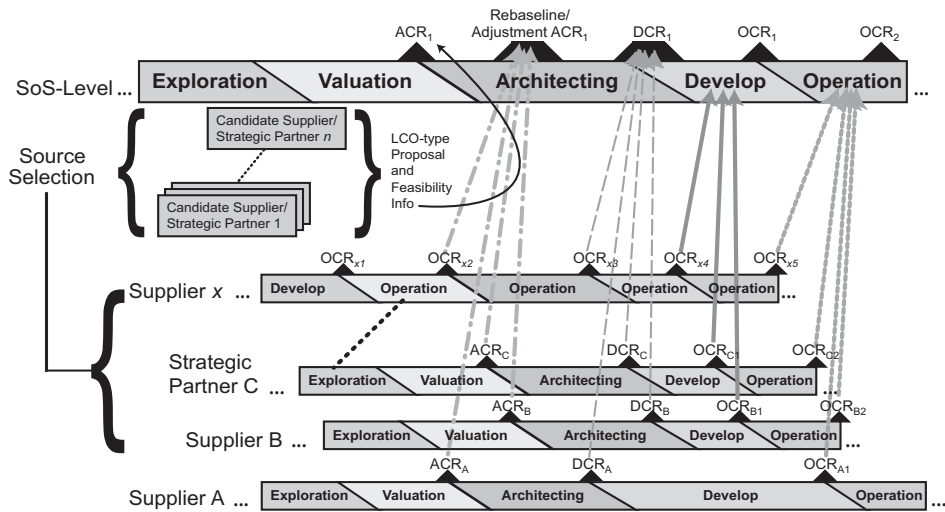 Rebaseline/
ACR1 Adjustment ACR1 DCR1 OCR1 OCR2
SoS-Level ... Exploration Valuation Architecting Develop Operation ...
Source
Selection
Candidate Supplier/
Strategic Partner n
Candidate Supplier/
Strategic Partner 1
LCO-type
Proposal
and
Feasibility
Info
OCRx1 OCRx2 OCRx3 OCRx4 OCRx5
Supplier x ... Develop Operation Operation Operation Operation ...
ACRC DCRC OCRC1 OCRC2
Strategic
Partner C ... Exploration Valuation Architecting Develop Operation ...
ACRB DCRB OCRB1 OCRB2
Supplier B ... Exploration Valuation Architecting Develop Operation ...
ACRA DCRA OCRA1
Supplier A ... Exploration Valuation Architecting Develop Operation ...